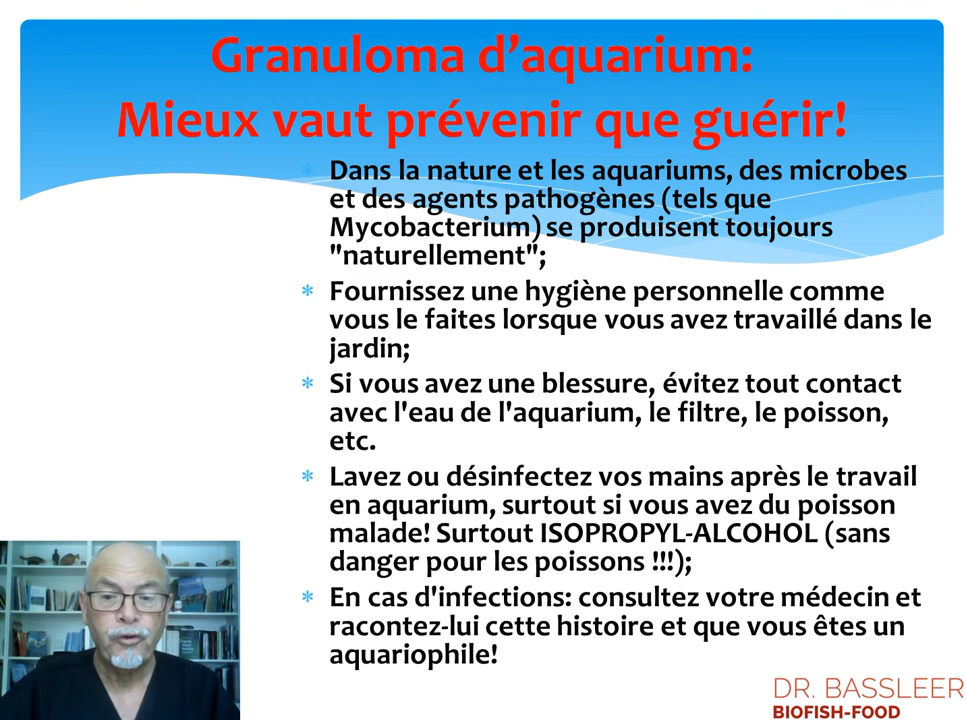 Granuloma d’aquarium:
Mieux vaut prévenir que guérir!
Dans la nature et les aquariums, des microbes
et des agents pathogènes (tels que
Mycobacterium) se produisent toujours
"naturellement";
Fournissez une hygiène personnelle comme
vous le faites lorsque vous avez travaillé dans le
jardin;
Si vous avez une blessure, évitez tout contact
avec l'eau de l'aquarium, le filtre, le poisson,
etc.
Lavez ou désinfectez vos mains après le travail
en aquarium, surtout si vous avez du poisson
malade! Surtout ISOPROPYL-ALCOHOL (sans
danger pour les poissons !!!);
En cas d'infections: consultez votre médecin et
racontez-lui cette histoire et que vous êtes un
aquariophile!
DR. BASSLEER
BIOFISH-FOOD